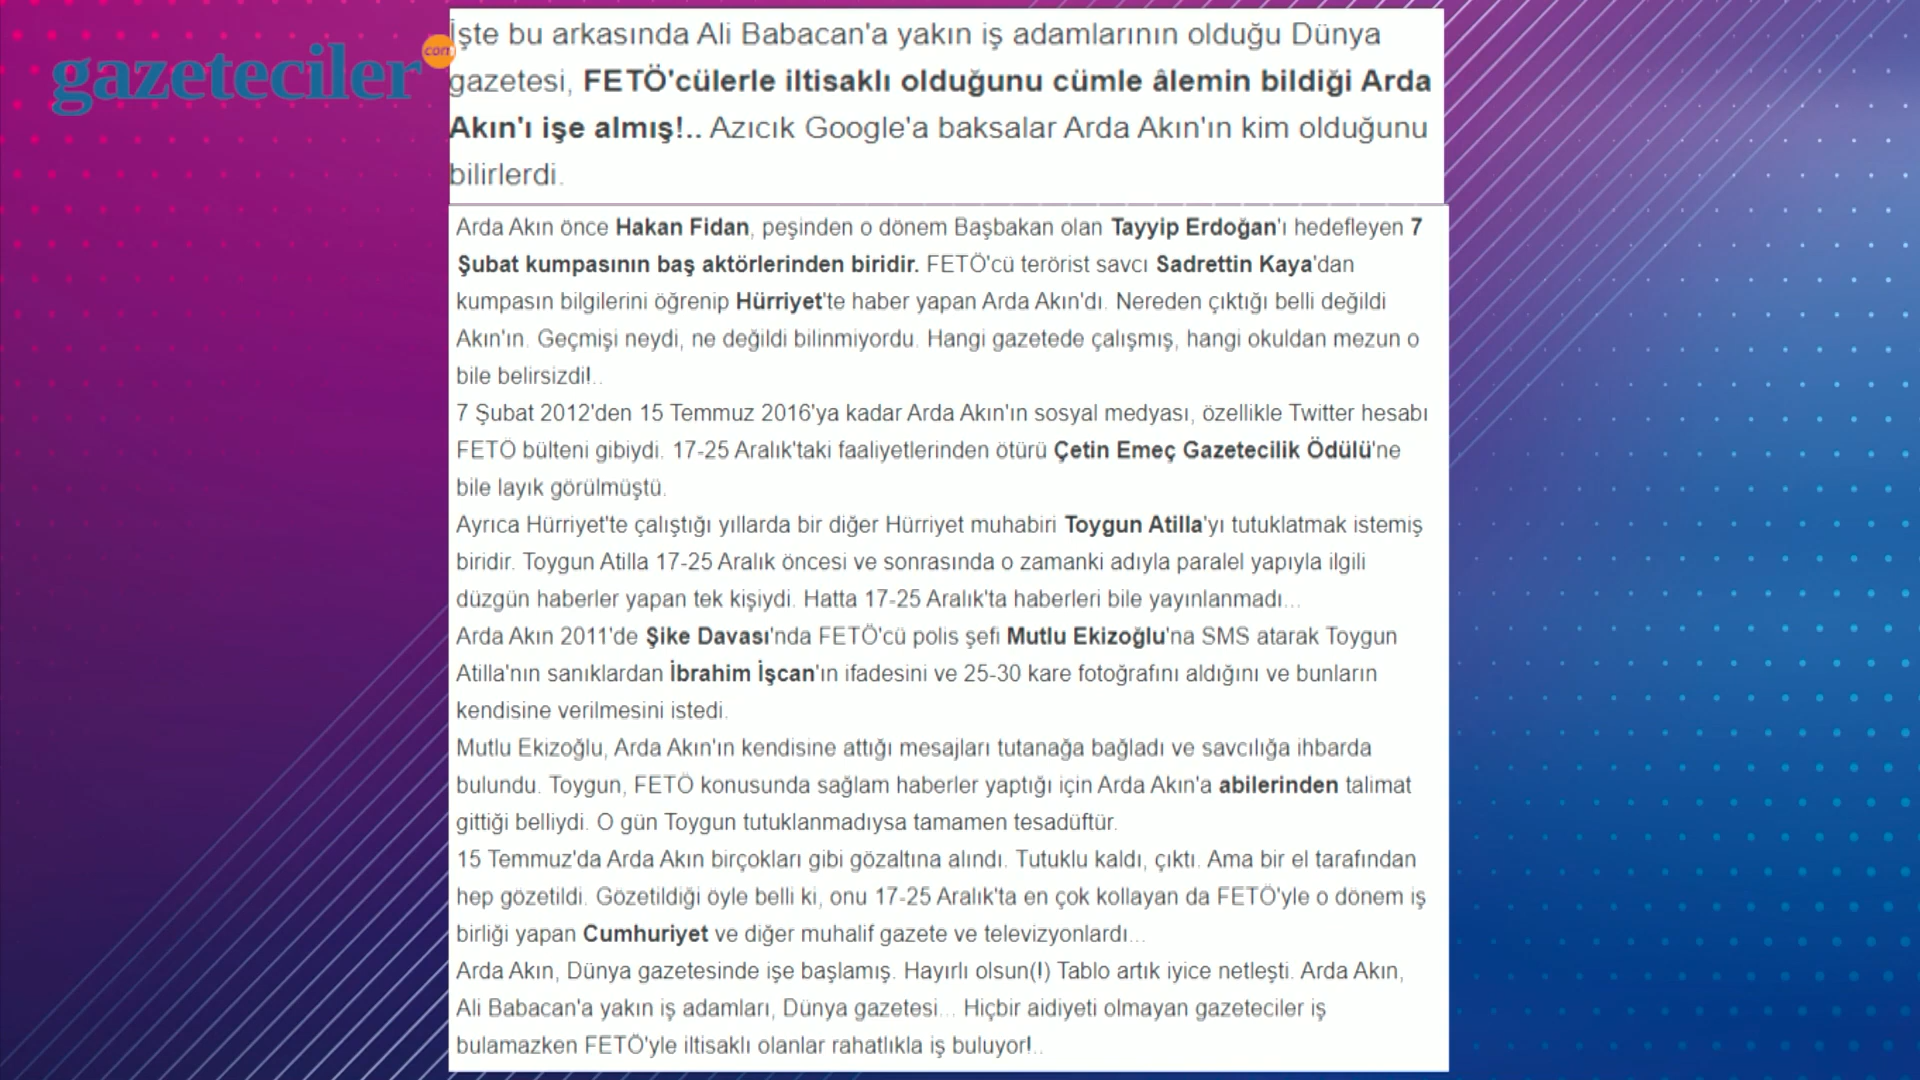 gazeteciler
com
İşte bu arkasında Ali Babacan'a yakın iş adamlarının olduğu Dünya
gazetesi, FETÖ'cülerle iltisaklı olduğunu cümle âlemin bildiği Arda
Akın'ı işe almış!.. Azıcık Google'a baksalar Arda Akın'ın kim olduğunu
bilirlerdi.
Arda Akın önce Hakan Fidan, peşinden o dönem Başbakan olan Tayyip Erdoğan'ı hedefleyen 7
Şubat kumpasının baş aktörlerinden biridir. FETÖ'cü terörist savcı Sadrettin Kaya'dan
kumpasın bilgilerini öğrenip Hürriyet'te haber yapan Arda Akın'dı. Nereden çıktığı belli değildi
Akın'ın. Geçmişi neydi, ne değildi bilinmiyordu. Hangi gazetede çalışmış, hangi okuldan mezun o
bile belirsizdi!..
7 Şubat 2012'den 15 Temmuz 2016'ya kadar Arda Akın'ın sosyal medyası, özellikle Twitter hesabı
FETÖ bülteni gibiydi. 17-25 Aralık'taki faaliyetlerinden ötürü Çetin Emeç Gazetecilik Ödülü'ne
bile layık görülmüştü.
Ayrıca Hürriyet'te çalıştığı yıllarda bir diğer Hürriyet muhabiri Toygun Atilla'yı tutuklatmak istemiş
biridir. Toygun Atilla 17-25 Aralık öncesi ve sonrasında o zamanki adıyla paralel yapıyla ilgili
düzgün haberler yapan tek kişiydi. Hatta 17-25 Aralık'ta haberleri bile yayınlanmadı...
Arda Akın 2011'de Şike Davası'nda FETÖ'cü polis şefi Mutlu Ekizoğlu'na SMS atarak Toygun
Atilla'nın sanıklardan İbrahim İşcan'ın ifadesini ve 25-30 kare fotoğrafını aldığını ve bunların
kendisine verilmesini istedi.
Mutlu Ekizoğlu, Arda Akın'ın kendisine attığı mesajları tutanağa bağladı ve savcılığa ihbarda
bulundu. Toygun, FETÖ konusunda sağlam haberler yaptığı için Arda Akın'a abilerinden talimat
gittiği belliydi. O gün Toygun tutuklanmadıysa tamamen tesadüftür.
15 Temmuz'da Arda Akın birçokları gibi gözaltına alındı. Tutuklu kaldı, çıktı. Ama bir el tarafından
hep gözetildi. Gözetildiği öyle belli ki, onu 17-25 Aralık'ta en çok kollayan da FETÖ'yle o dönem iş
birliği yapan Cumhuriyet ve diğer muhalif gazete ve televizyonlardı...
Arda Akın, Dünya gazetesinde işe başlamış. Hayırlı olsun(!) Tablo artık iyice netleşti. Arda Akın,
Ali Babacan'a yakın iş adamları, Dünya gazetesi... Hiçbir aidiyeti olmayan gazeteciler iş
bulamazken FETÖ'yle iltisaklı olanlar rahatlıkla iş buluyor!..